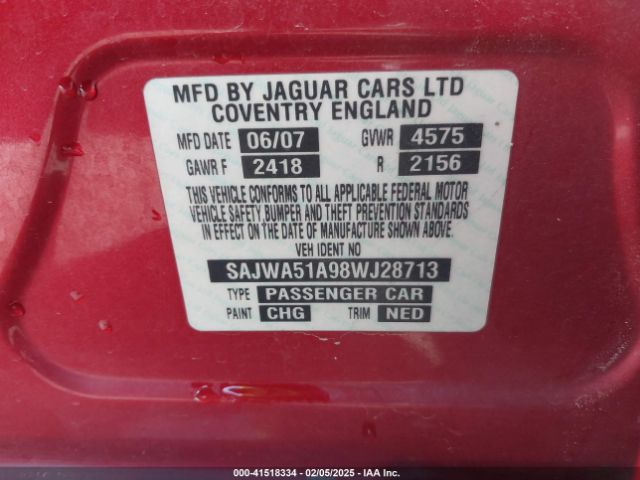 MFD BY JAGUAR CARS LTD
COVENTRY ENGLAND
MFD DATE 06/07 GVWR 4575
GAWR F 2418 R 2156
THIS VEHICLE CONFORMS TO ALL APPLICABLE FEDERAL MOTOR
VEHICLE SAFETY,BUMPER AND THEFT PREVENTION STANDARDS
IN EFFECT ON THE DATE OF MANUFACTURE SHOWN ABOVE.
VEH IDENT NO
SAJWA51A98WJ28713
TYPE PASSENGER CAR
PAINT CHG TRIM NED
000-41518334 - 02/05/2025 - IAA Inc.